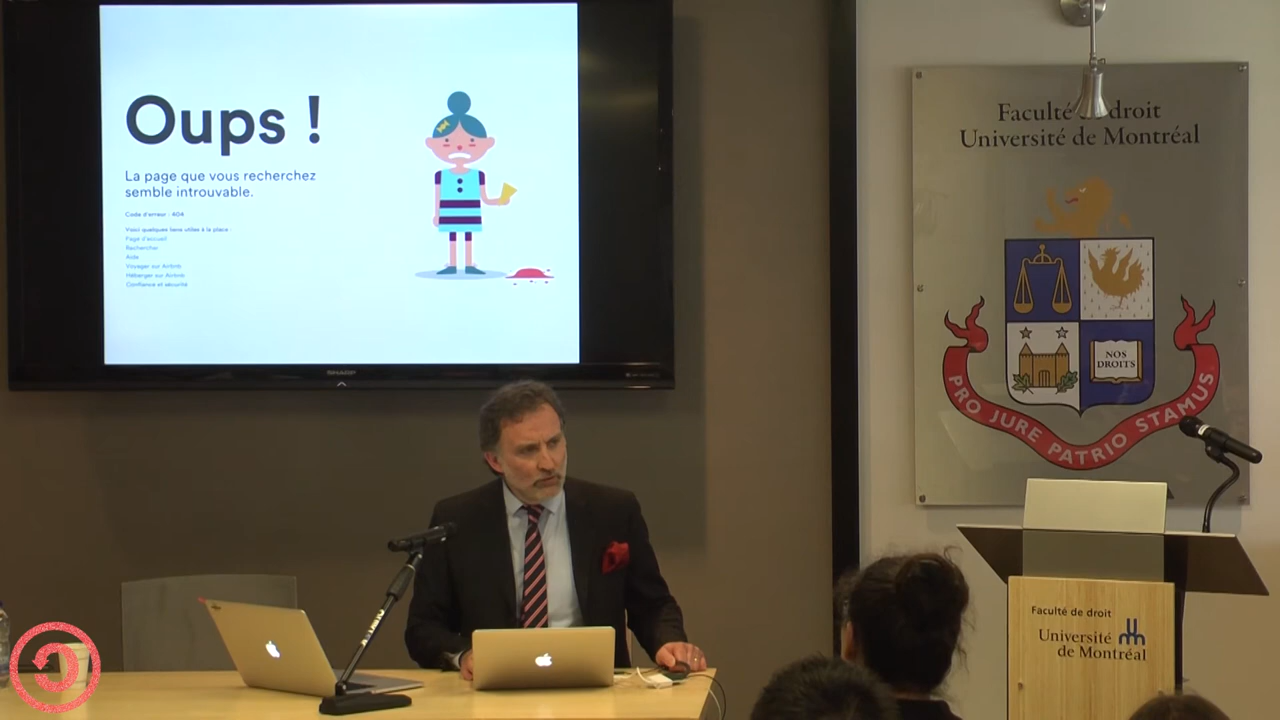 Oups !
La page que vous recherchez
semble introuvable.
Code d'erreur : 404
Voici quelques liens utiles à la place :
Page d'accueil
Rechercher
Aide
Voyager sur Airbnb
Héberger sur Airbnb
Confiance et sécurité
SHARP
Faculté de droit
Université de Montréal
NOS
DROITS
PRO JURE PATRIO STAMUS
Faculté de droit
Université
de Montréal